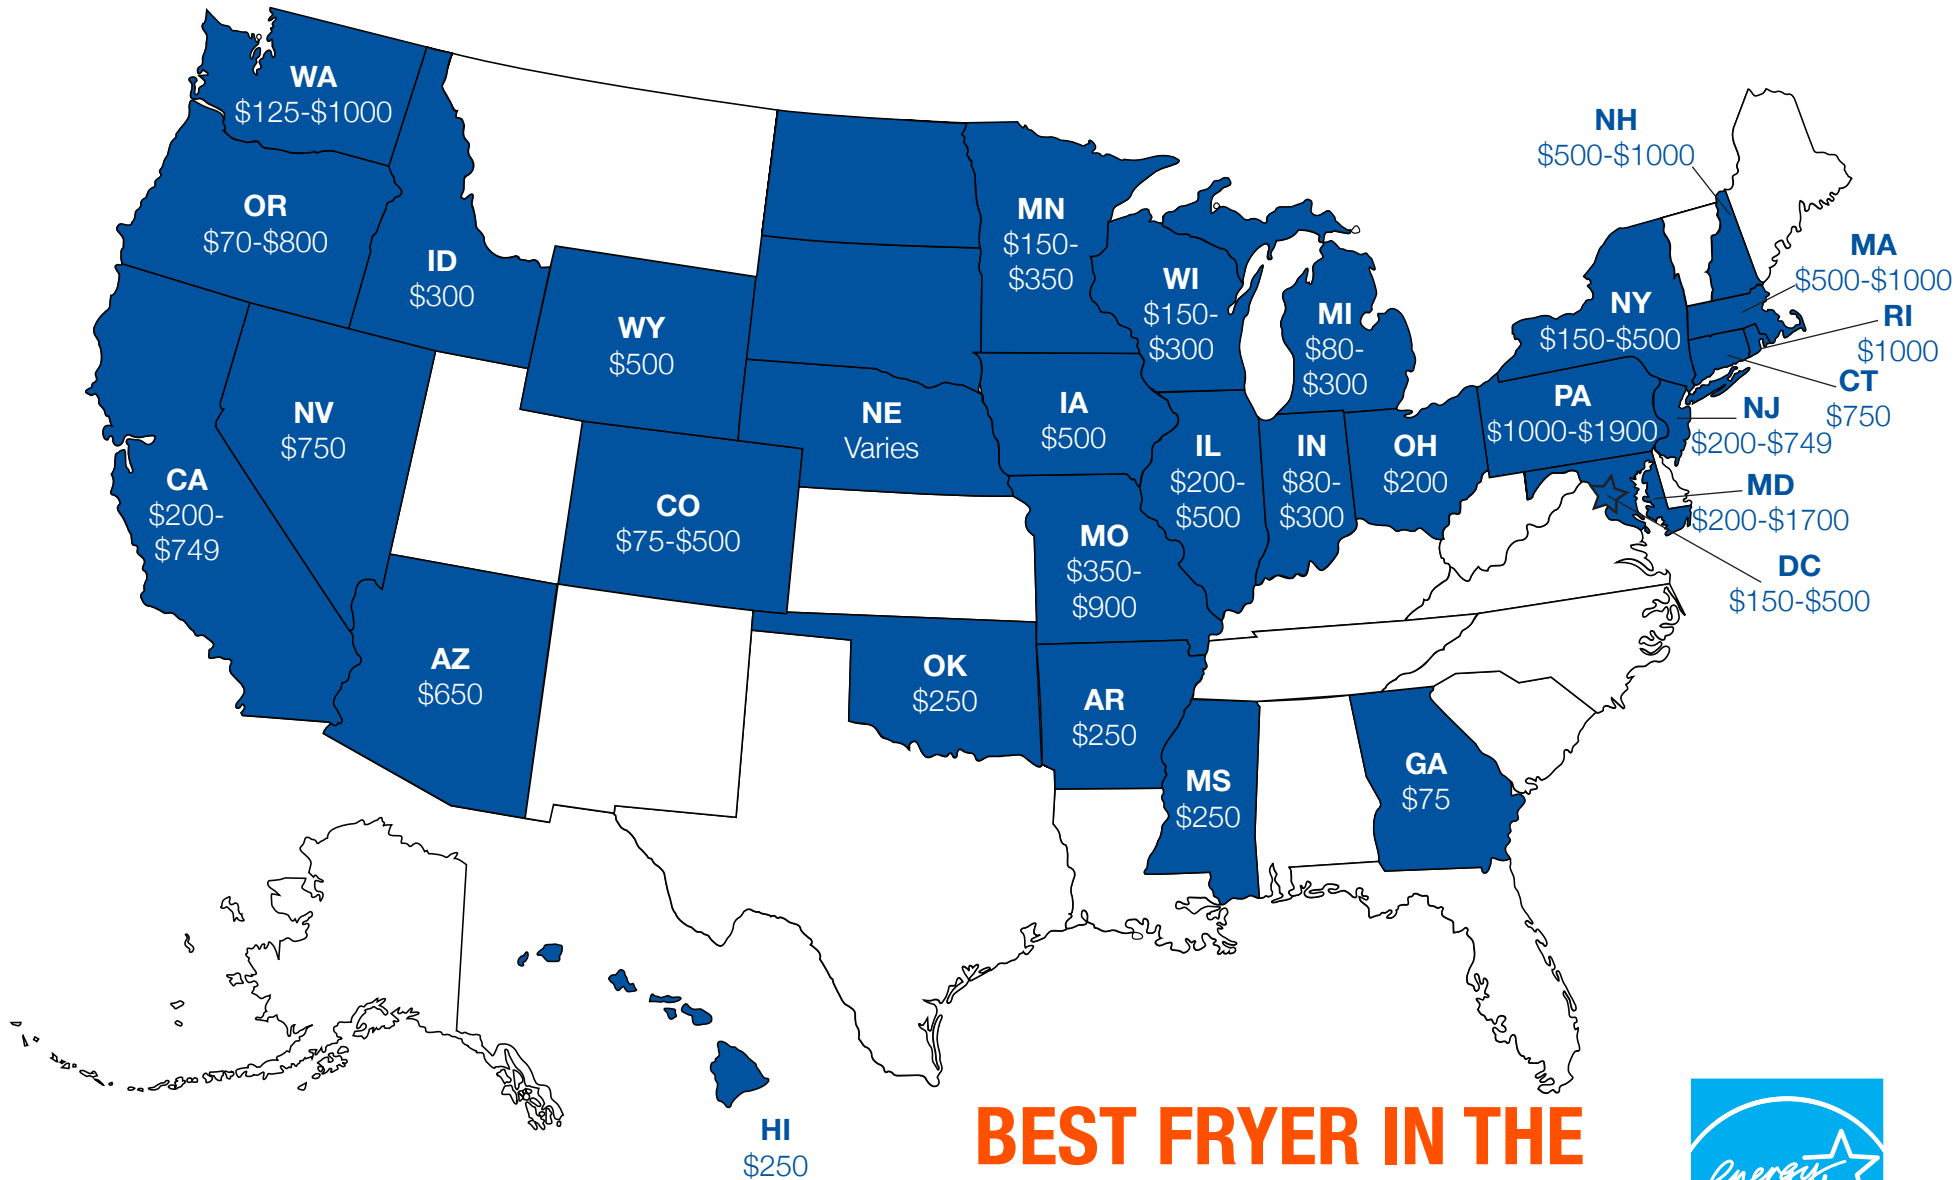 WA
$125-$1000
OR
$70-$800
ID
$300
WY
$500
NV
$750
CA
$200-
$749
AZ
$650
CO
$75-$500
NE
Varies
MN
$150-
$350
WI
$150-
$300
MI
$80-
$300
IA
$500
IL
$200-
$500
IN
$80-
$300
OH
$200
MO
$350-
$900
OK
$250
AR
$250
MS
$250
GA
$75
NY
$150-$500
PA
$1000-$1900
NH
$500-$1000
MA
$500-$1000
RI
$1000
CT
$750
NJ
$200-$749
MD
$200-$1700
DC
$150-$500
HI
$250
BEST FRYER IN THE
energy